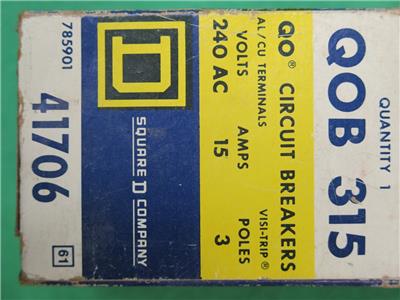 QUANTITY 1
QOB 315
QO® CIRCUIT BREAKERS
AL/CU TERMINALS VISI-TRIP®
VOLTS AMPS POLES
240 AC 15 3
D
SQUARE D COMPANY
41706
785901
61